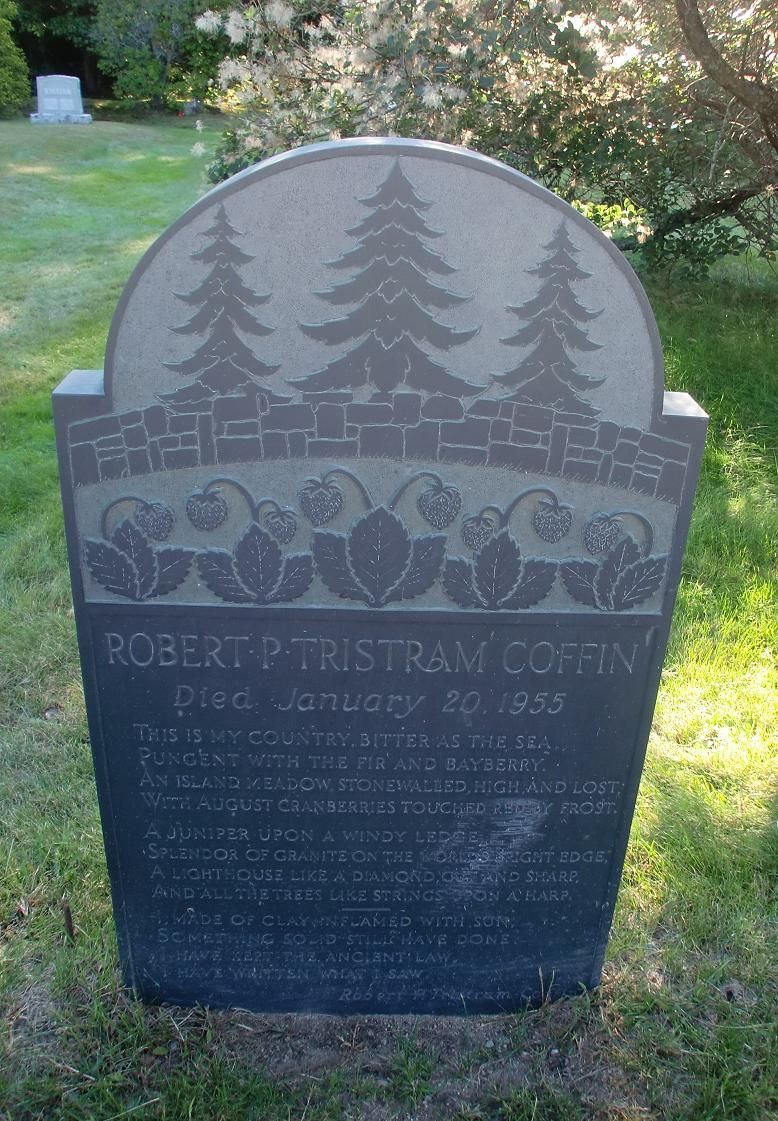 ROBERT·P·TRISTRAM COFFIN
Died January 20, 1955
THIS IS MY COUNTRY, BITTER AS THE SEA,
PUNGENT WITH THE FIR AND BAYBERRY.
AN ISLAND MEADOW, STONEWALLED, HIGH, AND LOST,
WITH AUGUST CRANBERRIES TOUCHED RED BY FROST.
A JUNIPER UPON A WINDY LEDGE,
SPLENDOR OF GRANITE ON THE WORLD'S BRIGHT EDGE,
A LIGHTHOUSE LIKE A DIAMOND, CUT AND SHARP,
AND ALL THE TREES LIKE STRINGS UPON A HARP.
I, MADE OF CLAY INFLAMED WITH SUN,
SOMETHING SOLID STILL HAVE DONE:
I HAVE KEPT THE ANCIENT LAW,
I HAVE WRITTEN WHAT I SAW.
Robert P. Tristram